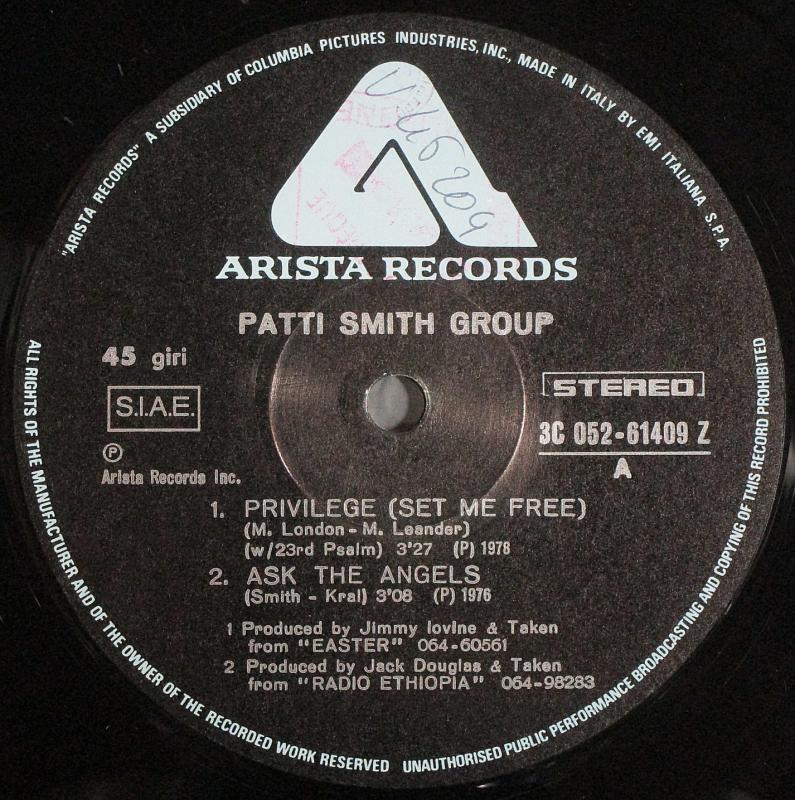 "ARISTA RECORDS" A SUBSIDIARY OF COLUMBIA PICTURES INDUSTRIES, INC., MADE IN ITALY BY EMI ITALIANA S.P.A.
ARISTA RECORDS
PATTI SMITH GROUP
45 giri
S.I.A.E.
Ⓟ
Arista Records Inc.
STEREO
3C 052-61409 Z
A
1. PRIVILEGE (SET ME FREE)
(M. London - M. Leander)
(w/23rd Psalm) 3'27 (P) 1978
2. ASK THE ANGELS
(Smith - Kral) 3'08 (P) 1976
1 Produced by Jimmy Iovine & Taken
from "EASTER" 064-60561
2 Produced by Jack Douglas & Taken
from "RADIO ETHIOPIA" 064-98283
ALL RIGHTS OF THE MANUFACTURER AND OF THE OWNER OF THE RECORDED WORK RESERVED UNAUTHORISED PUBLIC PERFORMANCE BROADCASTING AND COPYING OF THIS RECORD PROHIBITED